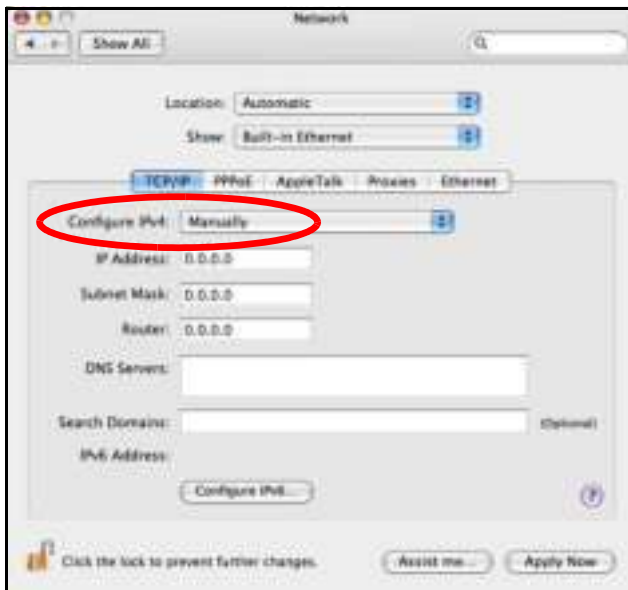 Network
Show All
Location: Automatic
Show: Built-in Ethernet
TCP/IP PPPoE AppleTalk Proxies Ethernet
Configure IPv4: Manually
IP Address: 0.0.0.0
Subnet Mask: 0.0.0.0
Router: 0.0.0.0
DNS Servers:
Search Domains: (Optional)
IPv6 Address:
Configure IPv6...
?
Click the lock to prevent further changes. Assist me... Apply Now